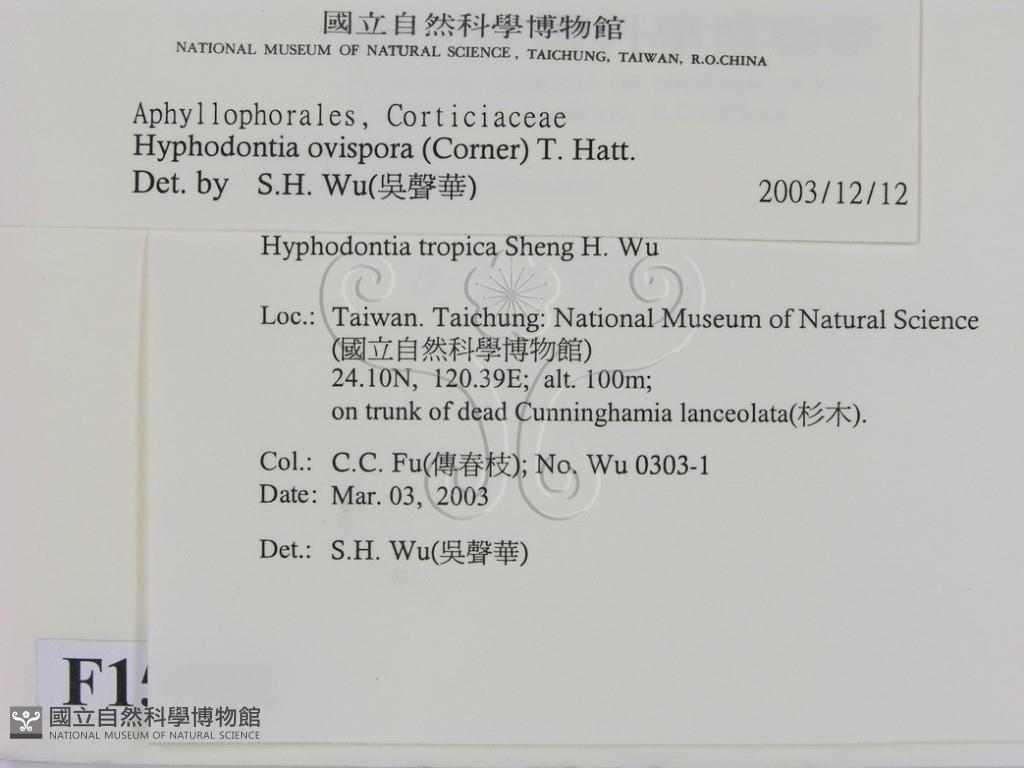 國立自然科學博物館
NATIONAL MUSEUM OF NATURAL SCIENCE, TAICHUNG, TAIWAN, R.O.CHINA
Aphyllophorales, Corticiaceae
Hyphodontia ovispora (Corner) T. Hatt.
Det. by S.H. Wu(吳聲華) 2003/12/12
Hyphodontia tropica Sheng H. Wu
Loc.: Taiwan. Taichung: National Museum of Natural Science
(國立自然科學博物館)
24.10N, 120.39E; alt. 100m;
on trunk of dead Cunninghamia lanceolata(杉木).
Col.: C.C. Fu(傳春枝); No. Wu 0303-1
Date: Mar. 03, 2003
Det.: S.H. Wu(吳聲華)
F15
國立自然科學博物館
NATIONAL MUSEUM OF NATURAL SCIENCE